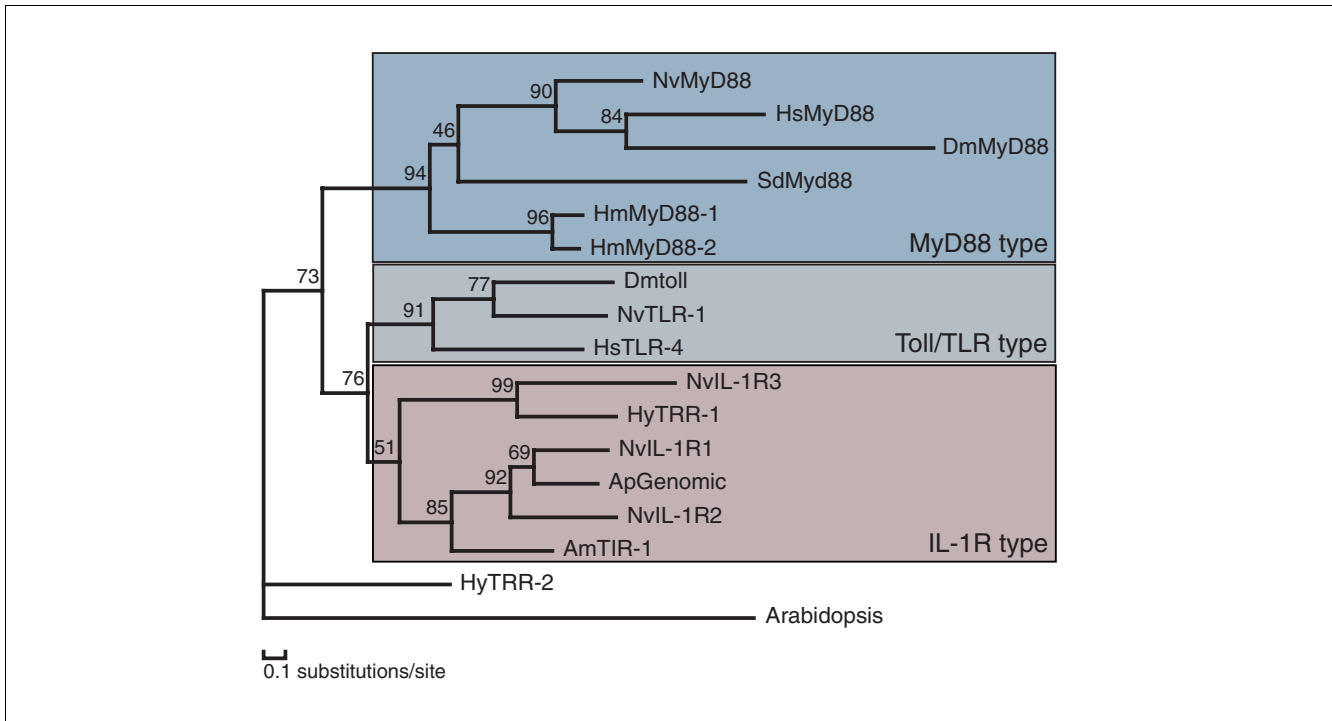 NvMyD88
90
HsMyD88
84
46
DmMyD88
94
SdMyd88
96
HmMyD88-1
HmMyD88-2
MyD88 type
73
77
Dmtoll
91
NvTLR-1
HsTLR-4
Toll/TLR type
76
99
NvIL-1R3
HyTRR-1
51
69
NvIL-1R1
92
ApGenomic
85
NvIL-1R2
AmTIR-1
IL-1R type
HyTRR-2
Arabidopsis
0.1 substitutions/site